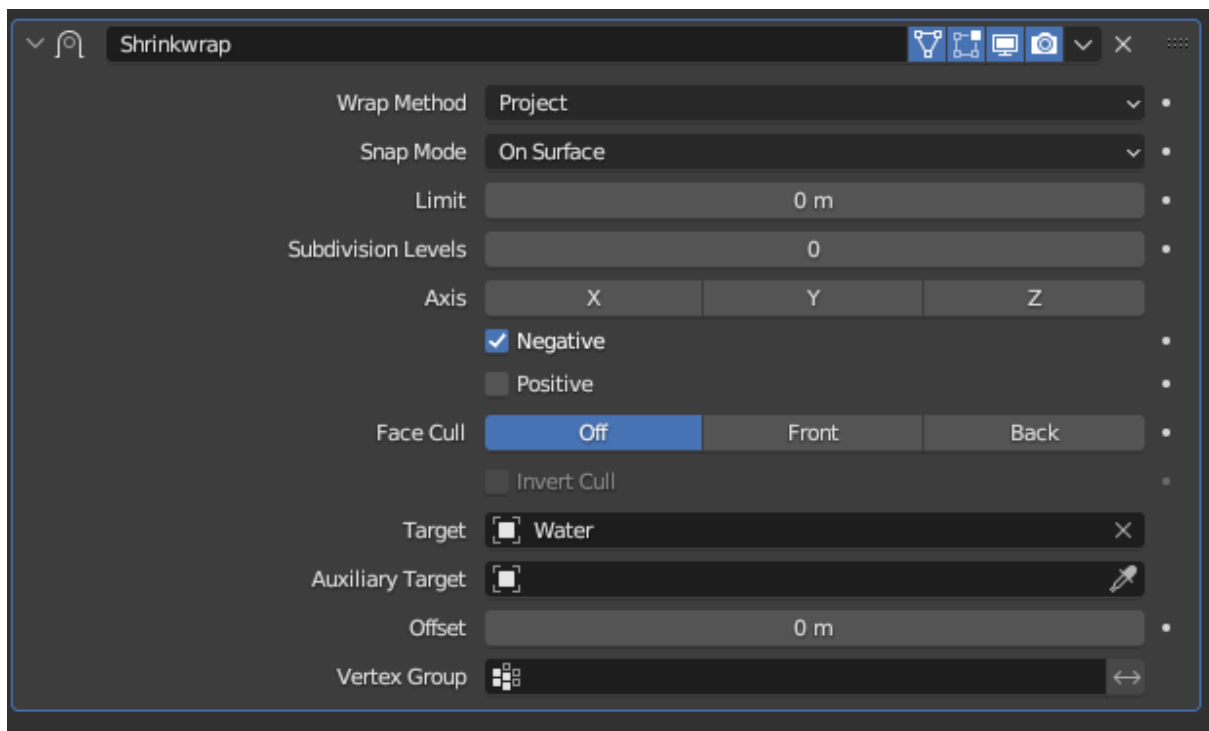 Shrinkwrap
Wrap Method Project
Snap Mode On Surface
Limit 0 m
Subdivision Levels 0
Axis X Y Z
Negative
Positive
Face Cull Off Front Back
Invert Cull
Target Water
Auxiliary Target
Offset 0 m
Vertex Group